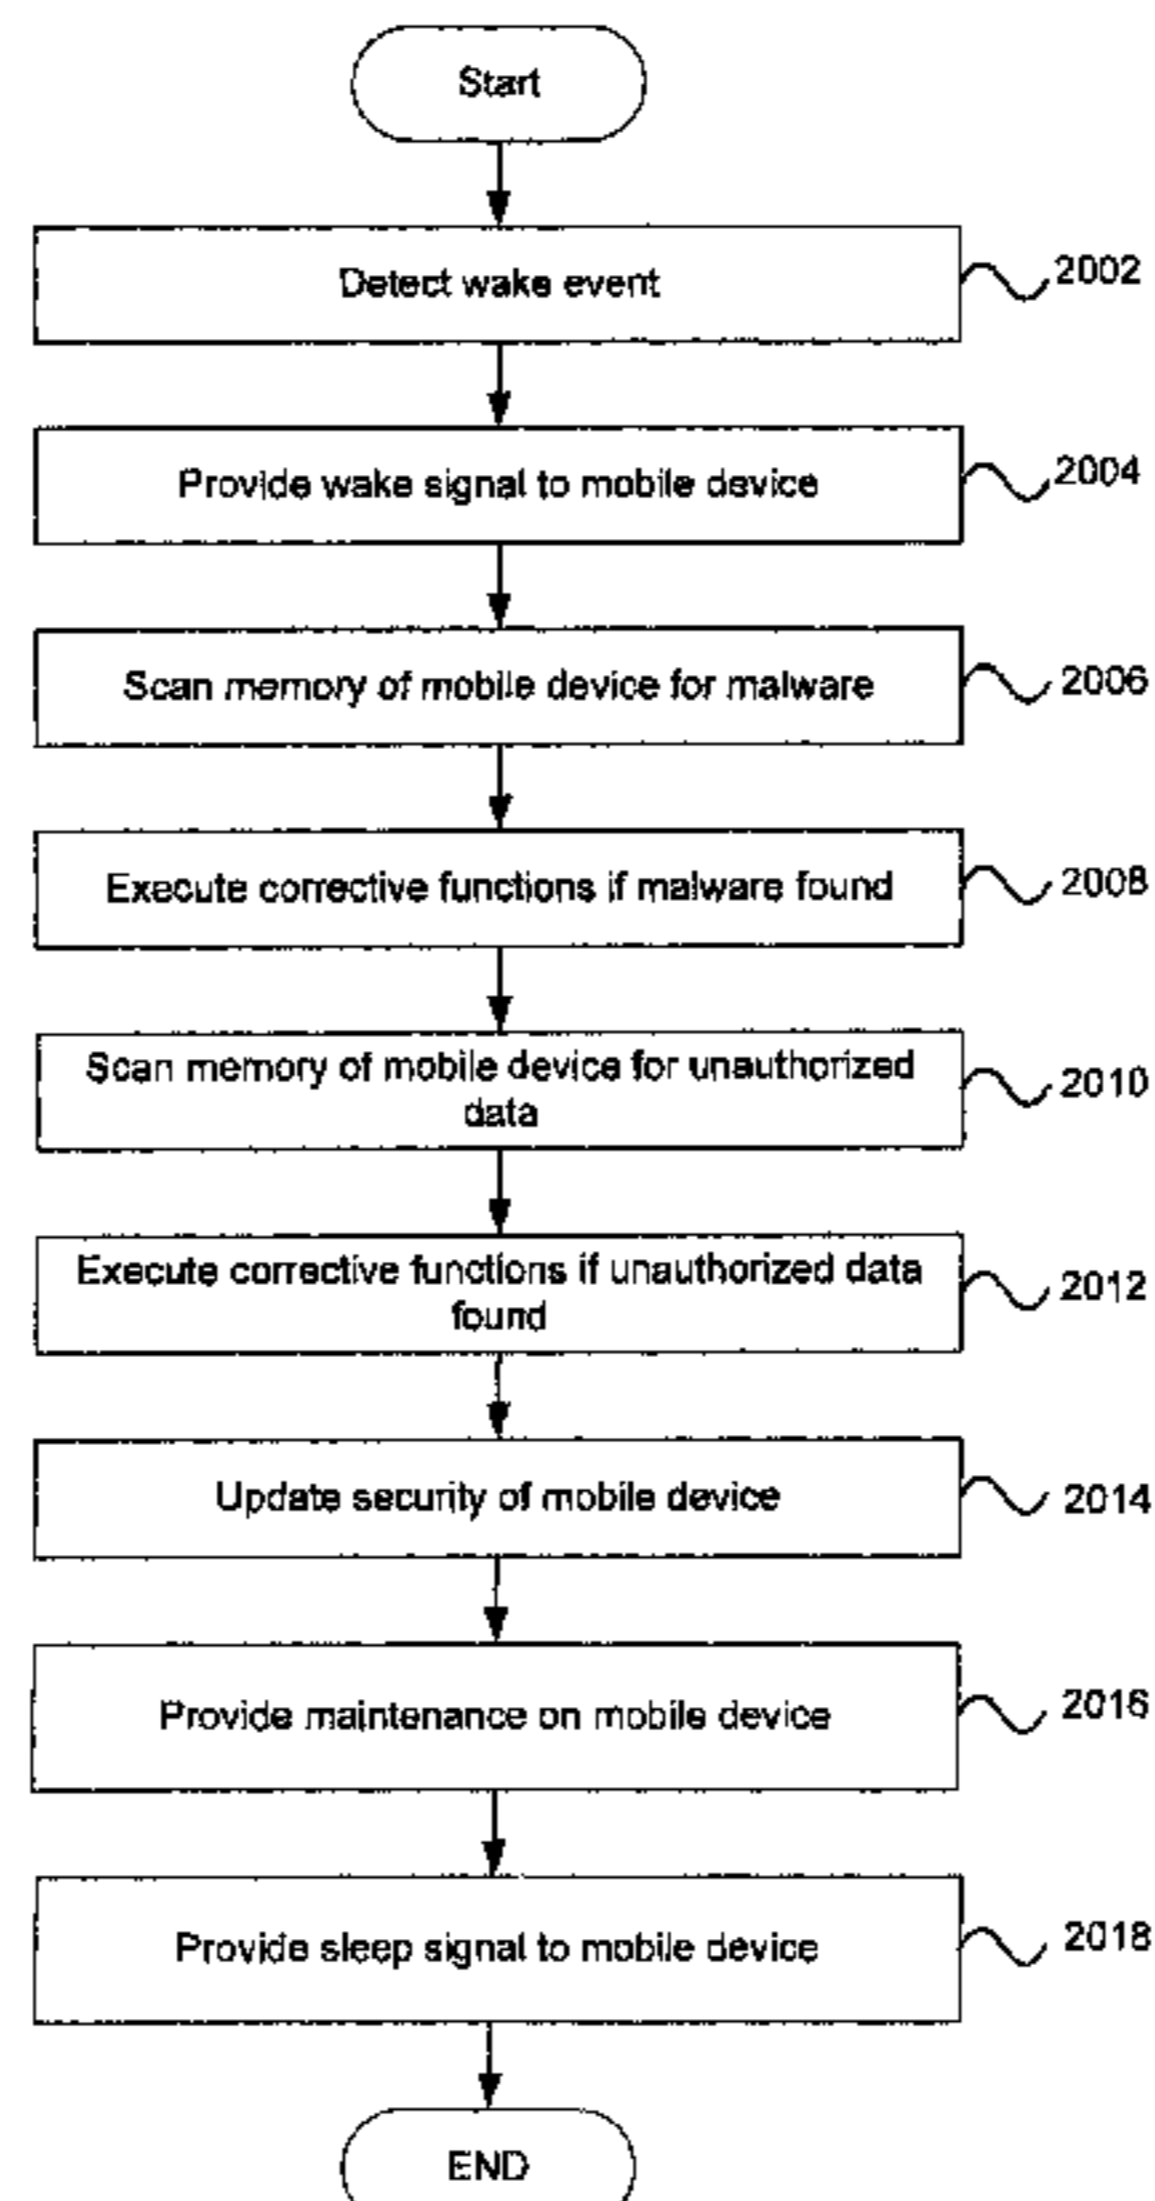 Start
Detect wake event
2002
Provide wake signal to mobile device
2004
Scan memory of mobile device for malware
2006
Execute corrective functions if malware found
2008
Scan memory of mobile device for unauthorized
data
2010
Execute corrective functions if unauthorized data
found
2012
Update security of mobile device
2014
Provide maintenance on mobile device
2016
Provide sleep signal to mobile device
2018
END